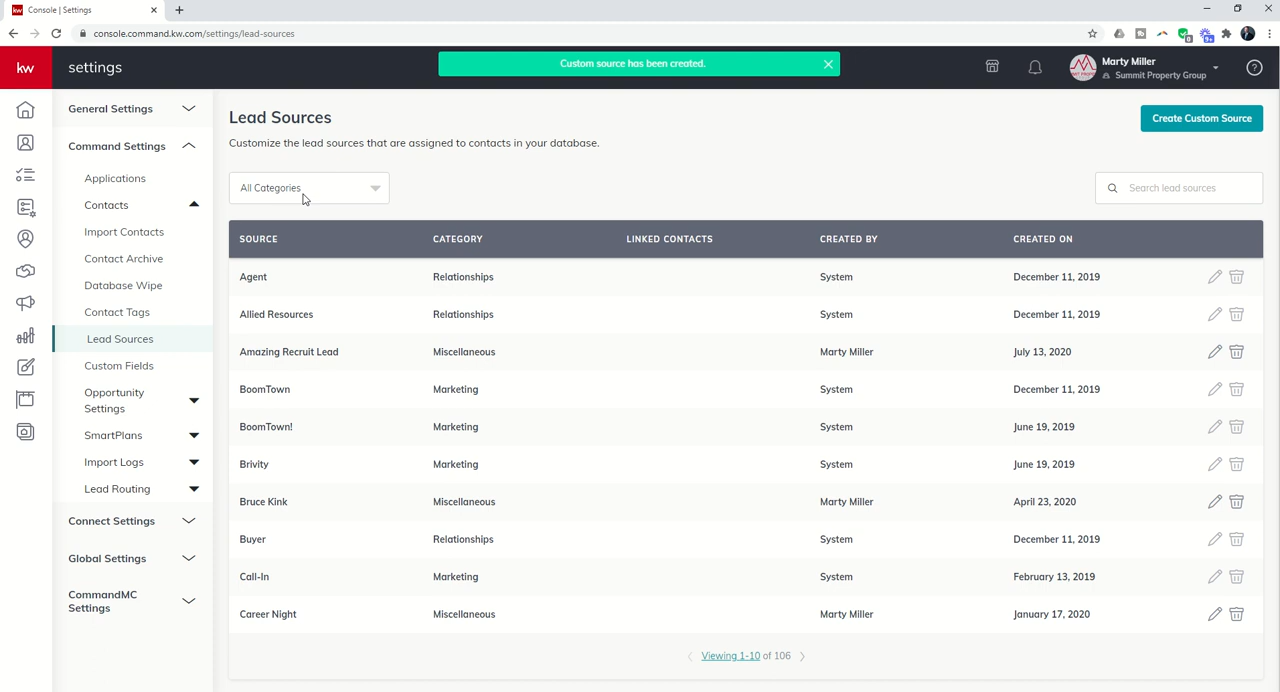 Console | Settings
console.command.kw.com/settings/lead-sources
kw
settings
Custom source has been created.
Marty Miller
Summit Property Group
General Settings
Command Settings
Applications
Contacts
Import Contacts
Contact Archive
Database Wipe
Contact Tags
Lead Sources
Custom Fields
Opportunity
Settings
SmartPlans
Import Logs
Lead Routing
Connect Settings
Global Settings
CommandMC
Settings
Lead Sources
Create Custom Source
Customize the lead sources that are assigned to contacts in your database.
All Categories
Search lead sources
SOURCE CATEGORY LINKED CONTACTS CREATED BY CREATED ON
Agent Relationships System December 11, 2019
Allied Resources Relationships System December 11, 2019
Amazing Recruit Lead Miscellaneous Marty Miller July 13, 2020
BoomTown Marketing System December 11, 2019
BoomTown! Marketing System June 19, 2019
Brivity Marketing System June 19, 2019
Bruce Kink Miscellaneous Marty Miller April 23, 2020
Buyer Relationships System December 11, 2019
Call-In Marketing System February 13, 2019
Career Night Miscellaneous Marty Miller January 17, 2020
Viewing 1-10 of 106